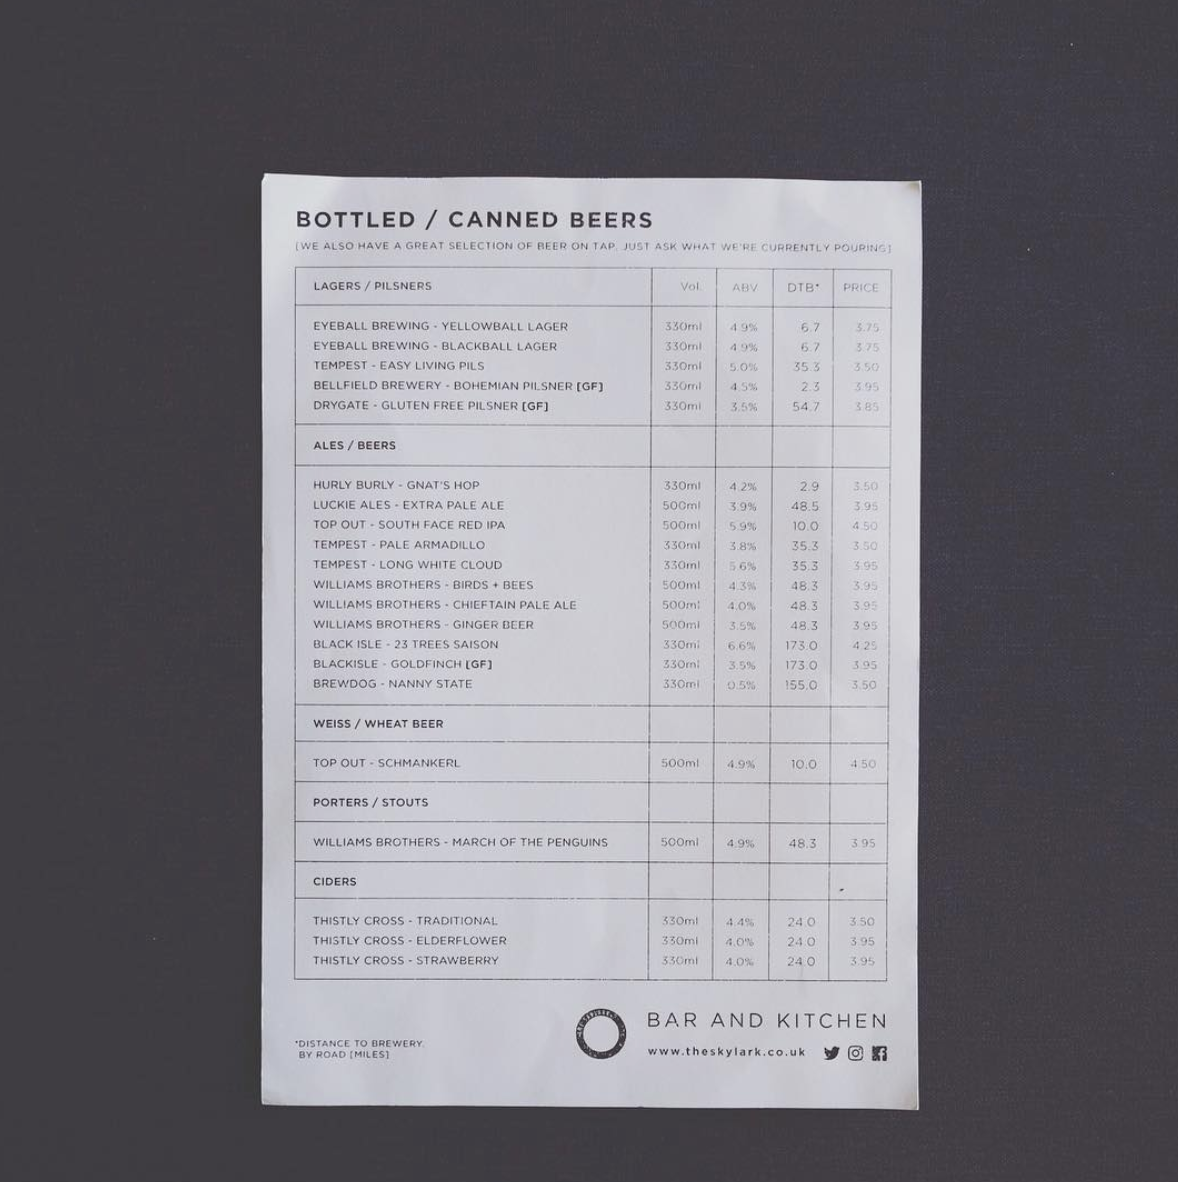 BOTTLED / CANNED BEERS
[WE ALSO HAVE A GREAT SELECTION OF BEER ON TAP, JUST ASK WHAT WE'RE CURRENTLY POURING]
LAGERS / PILSNERS Vol. ABV DTB* PRICE
EYEBALL BREWING - YELLOWBALL LAGER 330ml 4.9% 6.7 3.75
EYEBALL BREWING - BLACKBALL LAGER 330ml 4.9% 6.7 3.75
TEMPEST - EASY LIVING PILS 330ml 5.0% 35.3 3.50
BELLFIELD BREWERY - BOHEMIAN PILSNER [GF] 330ml 4.5% 2.3 3.95
DRYGATE - GLUTEN FREE PILSNER [GF] 330ml 3.5% 54.7 3.85
ALES / BEERS
HURLY BURLY - GNAT'S HOP 330ml 4.2% 2.9 3.50
LUCKIE ALES - EXTRA PALE ALE 500ml 3.9% 48.5 3.95
TOP OUT - SOUTH FACE RED IPA 500ml 5.9% 10.0 4.50
TEMPEST - PALE ARMADILLO 330ml 3.8% 35.3 3.50
TEMPEST - LONG WHITE CLOUD 330ml 5.6% 35.3 3.95
WILLIAMS BROTHERS - BIRDS + BEES 500ml 4.3% 48.3 3.95
WILLIAMS BROTHERS - CHIEFTAIN PALE ALE 500ml 4.0% 48.3 3.95
WILLIAMS BROTHERS - GINGER BEER 500ml 3.5% 48.3 3.95
BLACK ISLE - 23 TREES SAISON 330ml 6.6% 173.0 4.25
BLACKISLE - GOLDFINCH [GF] 330ml 3.5% 173.0 3.95
BREWDOG - NANNY STATE 330ml 0.5% 155.0 3.50
WEISS / WHEAT BEER
TOP OUT - SCHMANKERL 500ml 4.9% 10.0 4.50
PORTERS / STOUTS
WILLIAMS BROTHERS - MARCH OF THE PENGUINS 500ml 4.9% 48.3 3.95
CIDERS
THISTLY CROSS - TRADITIONAL 330ml 4.4% 24.0 3.50
THISTLY CROSS - ELDERFLOWER 330ml 4.0% 24.0 3.95
THISTLY CROSS - STRAWBERRY 330ml 4.0% 24.0 3.95
*DISTANCE TO BREWERY.
BY ROAD [MILES]
BAR AND KITCHEN
www.theskylark.co.uk